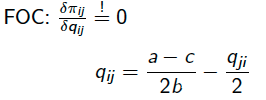 FOC: δπij/δqij =! 0
qij = (a − c)/2b − qji/2